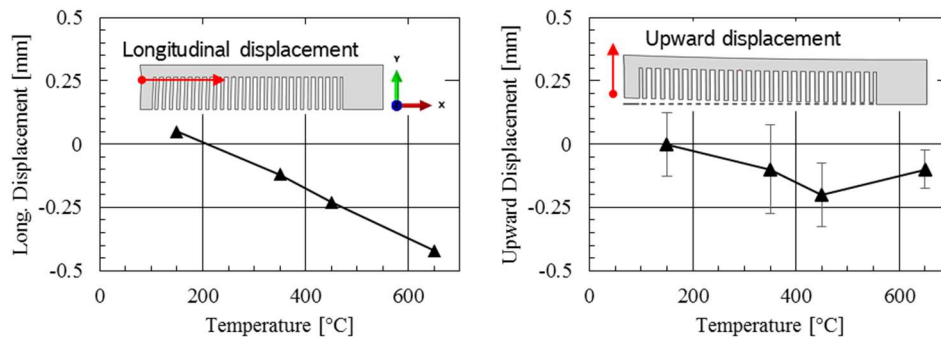 Long. Displacement [mm]
0.5
0.25
0
-0.25
-0.5
Longitudinal displacement
Y
X
0
200
400
600
Temperature [°C]
Upward Displacement [mm]
0.5
0.25
0
-0.25
-0.5
Upward displacement
0
200
400
600
Temperature [°C]